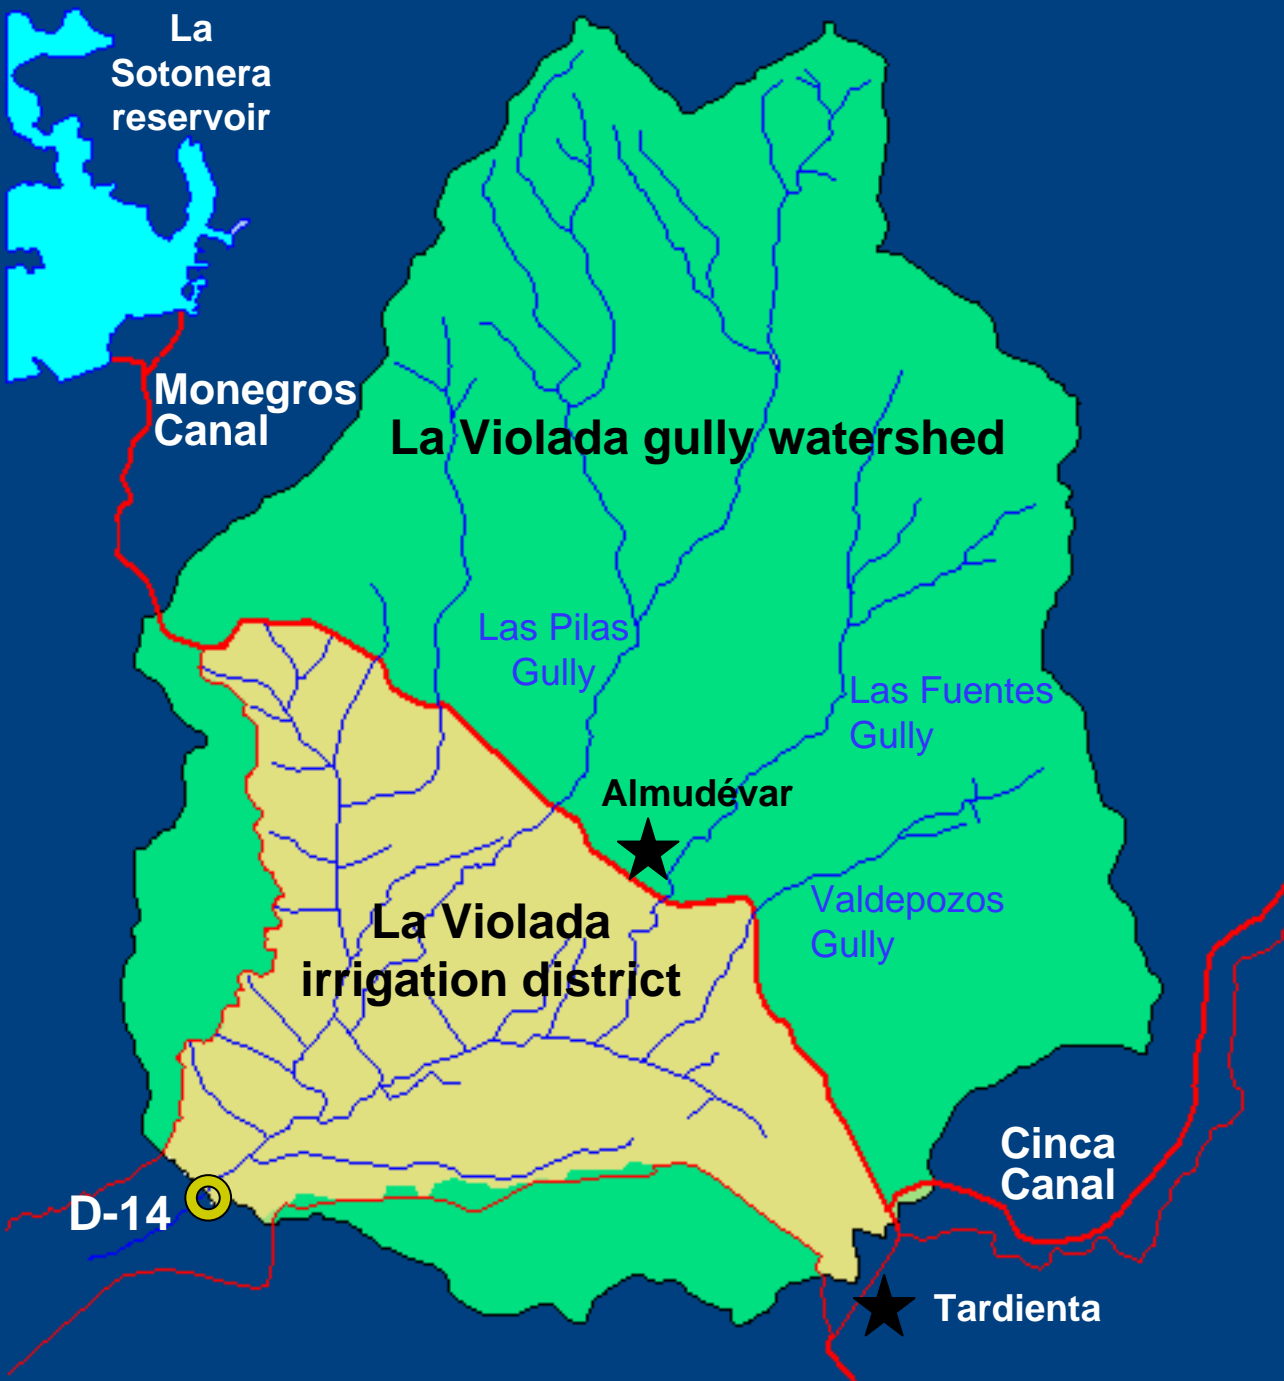 La
Sotonera
reservoir
Monegros
Canal
La Violada gully watershed
Las Pilas
Gully
Las Fuentes
Gully
Almudévar
Valdepozos
Gully
La Violada
irrigation district
Cinca
Canal
D-14
Tardienta